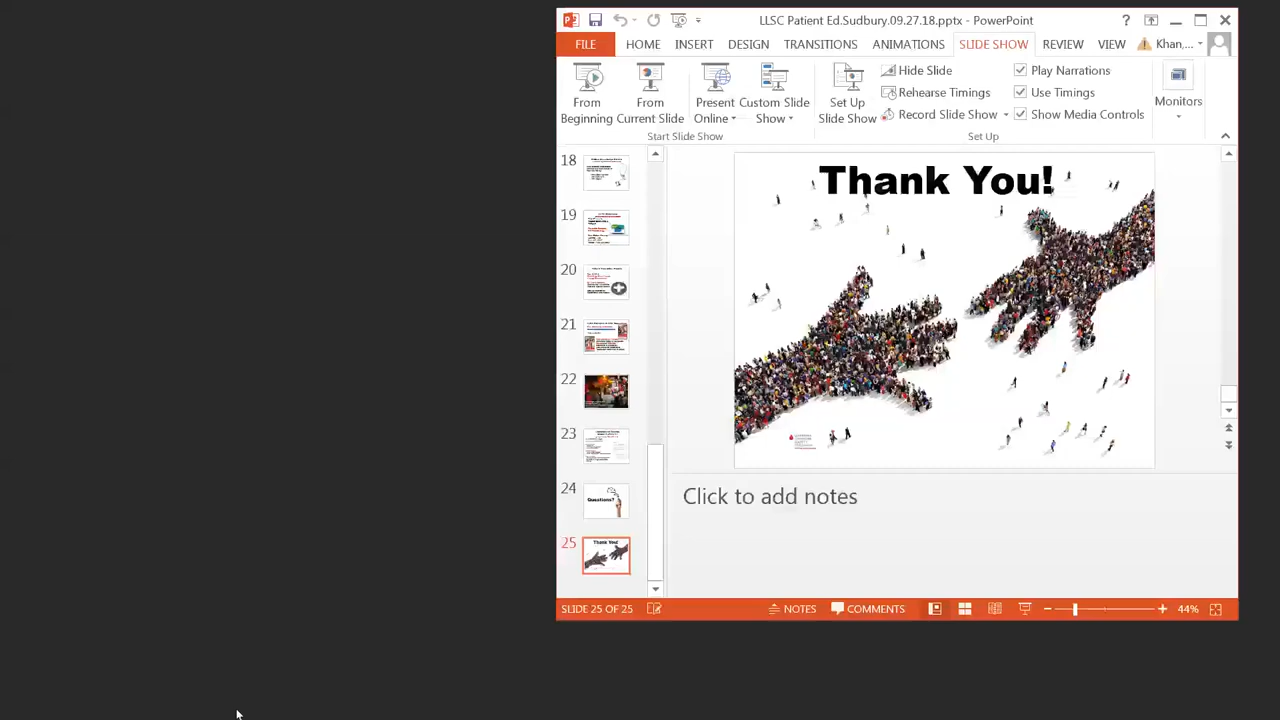 LLSC Patient Ed.Sudbury.09.27.18.pptx - PowerPoint
FILE HOME INSERT DESIGN TRANSITIONS ANIMATIONS SLIDE SHOW REVIEW VIEW Khan,...
From Beginning
From Current Slide
Present Online
Custom Slide Show
Set Up Slide Show
Hide Slide
Rehearse Timings
Record Slide Show
Play Narrations
Use Timings
Show Media Controls
Monitors
Start Slide Show
Set Up
18
19
20
21
22
23
24
Questions?
25
Thank You!
Thank You!
Click to add notes
SLIDE 25 OF 25 NOTES COMMENTS 44%